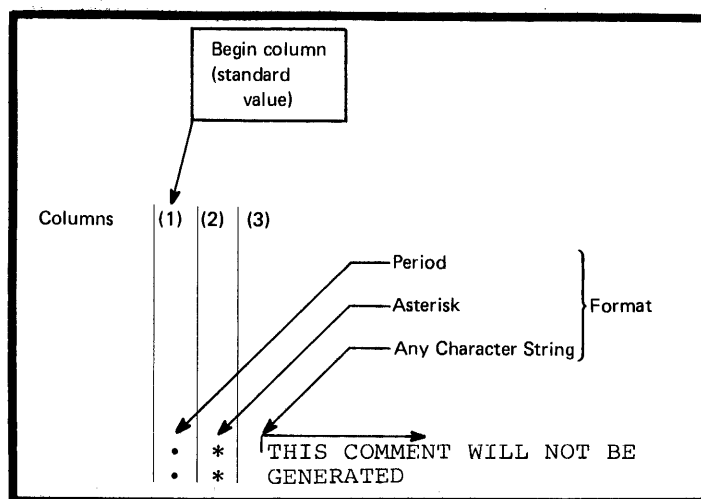 Begin column
(standard
value)
Columns (1) (2) (3)
Period
Asterisk
Format
Any Character String
. * THIS COMMENT WILL NOT BE
. * GENERATED